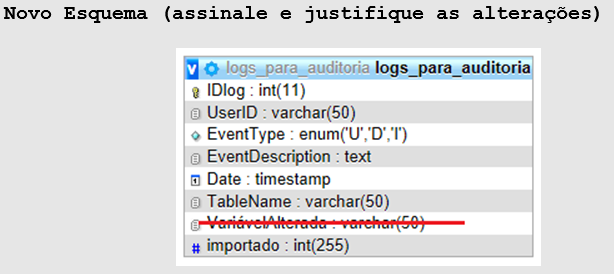 Novo Esquema (assinale e justifique as alterações)
v logs_para_auditoria logs_para_auditoria
IDlog : int(11)
UserID : varchar(50)
EventType : enum('U','D','I')
EventDescription : text
Date : timestamp
TableName : varchar(50)
VariávelAlterada : varchar(50)
# importado : int(255)